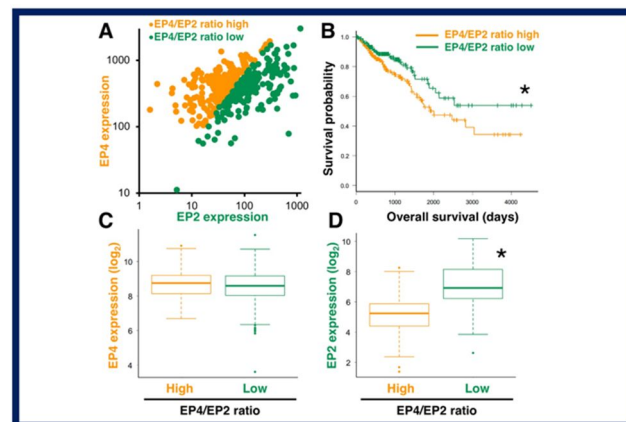 A
EP4/EP2 ratio high
EP4/EP2 ratio low
EP4 expression
1000
100
10
1 10 100 1000
EP2 expression
B
EP4/EP2 ratio high
EP4/EP2 ratio low
Survival probability
1.0
0.8
0.6
0.4
0.2
0.0
*
0 1000 2000 3000 4000
Overall survival (days)
C
EP4 expression (log2)
10
8
6
4
High Low
EP4/EP2 ratio
D
EP2 expression (log2)
10
8
6
4
2
*
High Low
EP4/EP2 ratio